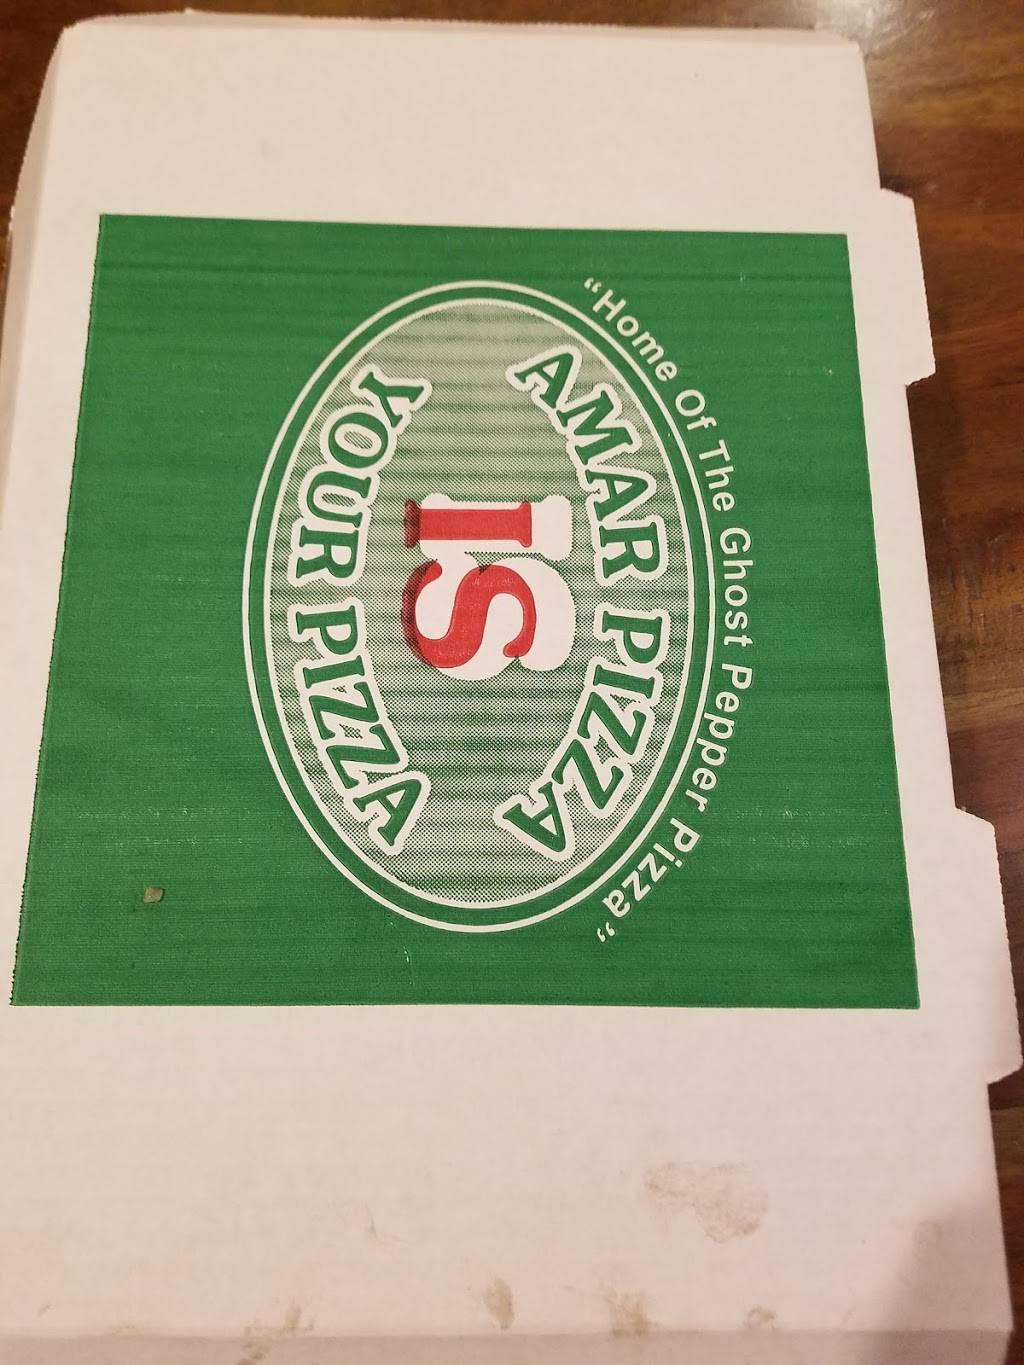 “Home Of The Ghost Pepper Pizza”
AMAR PIZZA
IS
YOUR PIZZA